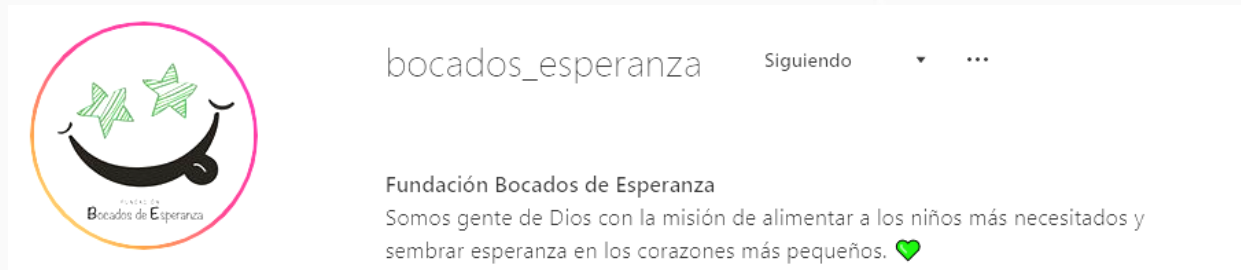 bocados_esperanza Siguiendo
FUNDACIÓN
Bocados de Esperanza
Fundación Bocados de Esperanza
Somos gente de Dios con la misión de alimentar a los niños más necesitados y
sembrar esperanza en los corazones más pequeños.